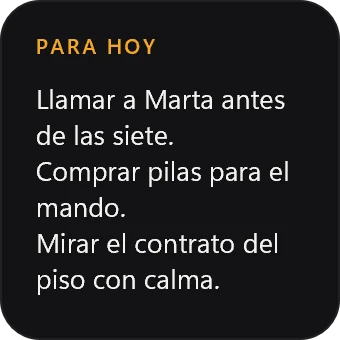 PARA HOY
Llamar a Marta antes
de las siete.
Comprar pilas para el
mando.
Mirar el contrato del
piso con calma.